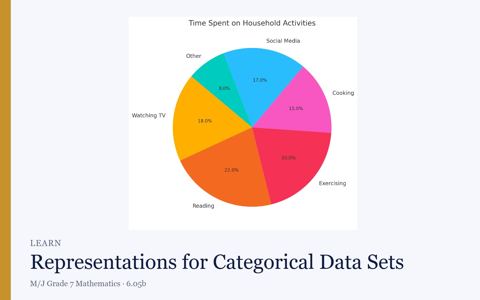 Time Spent on Household Activities
Social Media
Other
17.0%
Cooking
8.0%
15.0%
Watching TV
18.0%
20.0%
22.0%
Exercising
Reading
LEARN
Representations for Categorical Data Sets
M/J Grade 7 Mathematics · 6.05b